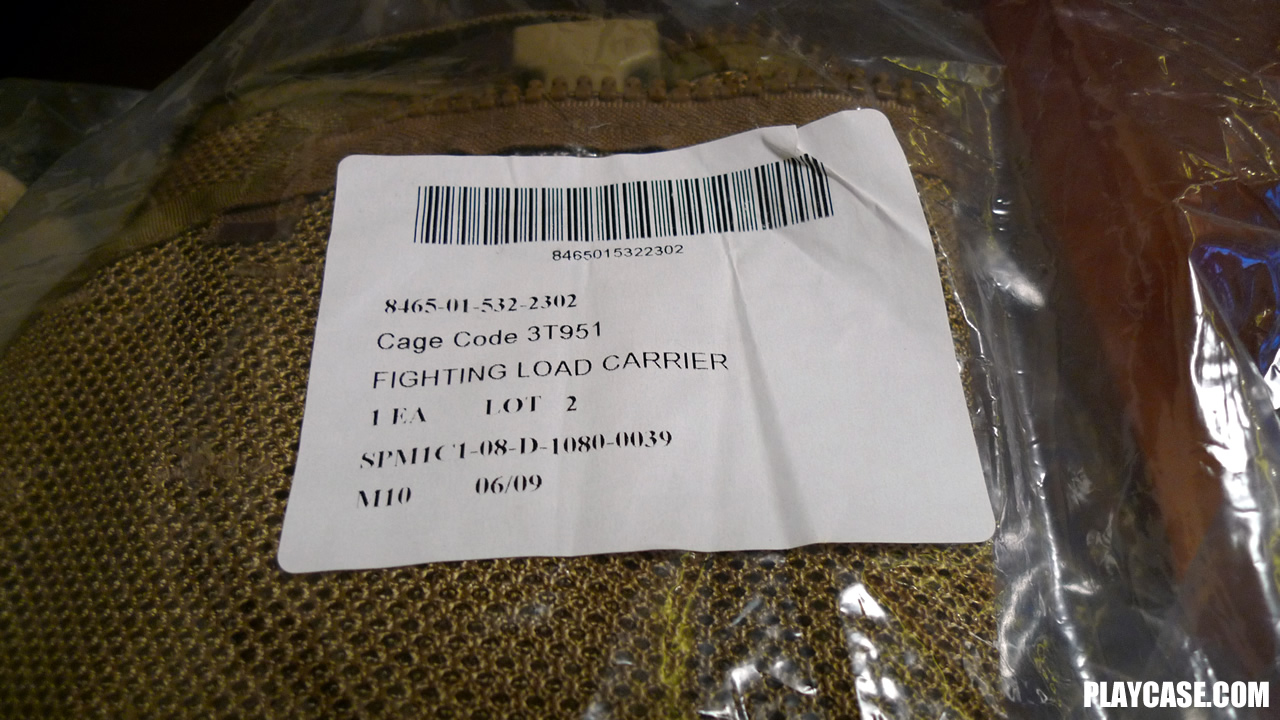 8465015322302
8465-01-532-2302
Cage Code 3T951
FIGHTING LOAD CARRIER
1 EA LOT 2
SPM1C1-08-D-1080-0039
M10 06/09
PLAYCASE.COM